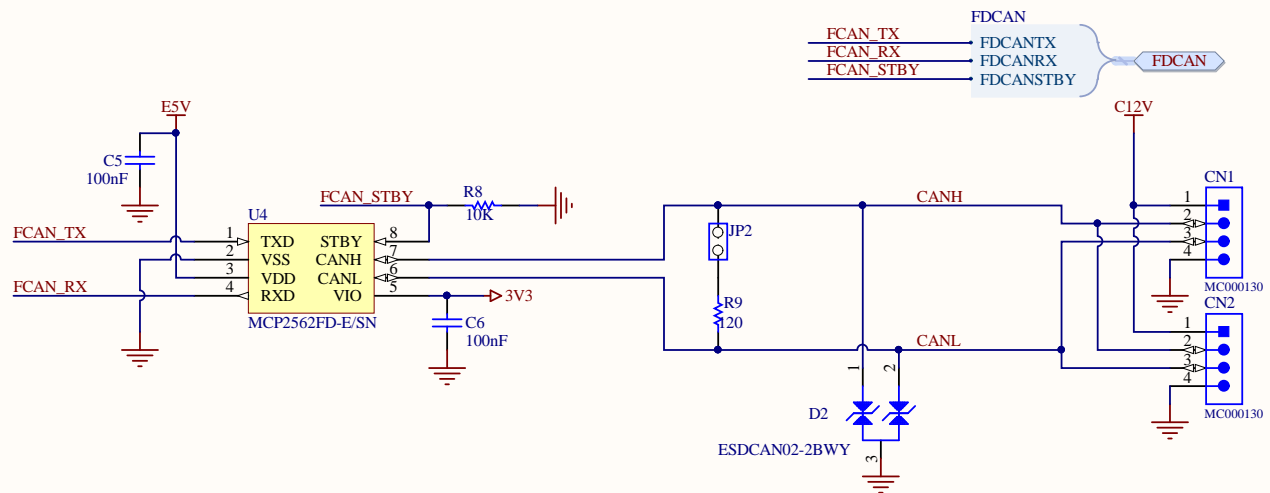 FDCAN
FCAN_TX
FDCANTX
FCAN_RX
FDCANRX
FDCAN
FCAN_STBY
FDCANSTBY
E5V
C12V
C5
100nF
FCAN_STBY
R8
10K
CANH
CN1
1
2
3
4
MC000130
U4
FCAN_TX
1
TXD
STBY
8
2
VSS
CANH
7
3
VDD
CANL
6
FCAN_RX
4
RXD
VIO
5
3V3
MCP2562FD-E/SN
C6
100nF
JP2
R9
120
CANL
CN2
1
2
3
4
MC000130
1
2
D2
ESDCAN02-2BWY
3